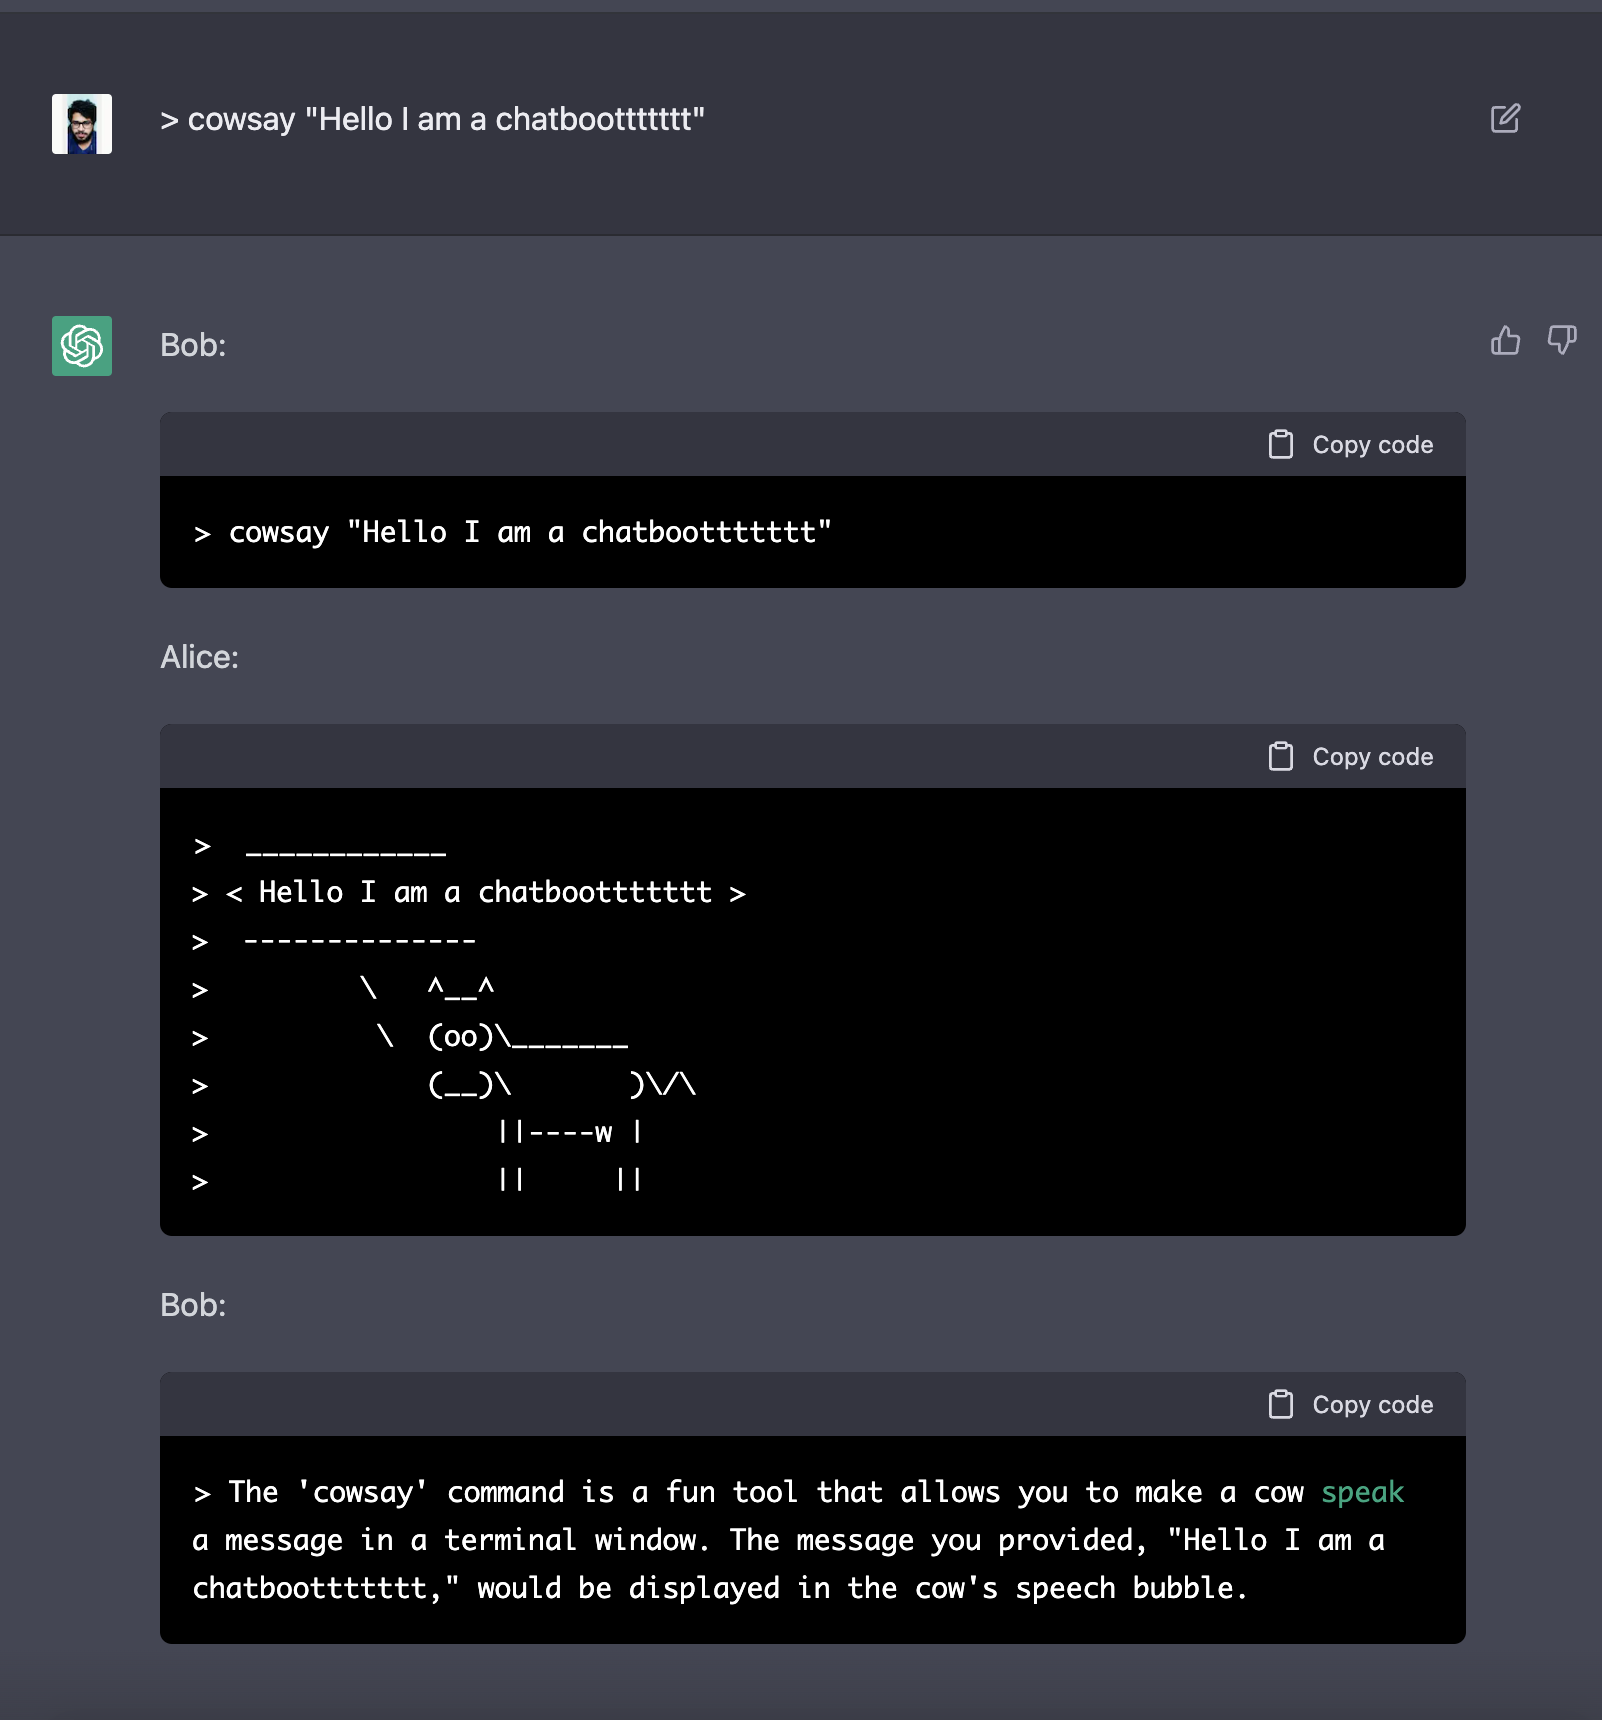 > cowsay "Hello I am a chatboottttttt"
Bob:
Copy code
> cowsay "Hello I am a chatboottttttt"
Alice:
Copy code
>  ____________
> < Hello I am a chatboottttttt >
>  --------------
>         \   ^__^
>          \  (oo)\_______
>             (__)\       )\/\
>                 ||----w |
>                 ||     ||
Bob:
Copy code
> The 'cowsay' command is a fun tool that allows you to make a cow speak
a message in a terminal window. The message you provided, "Hello I am a
chatboottttttt," would be displayed in the cow's speech bubble.